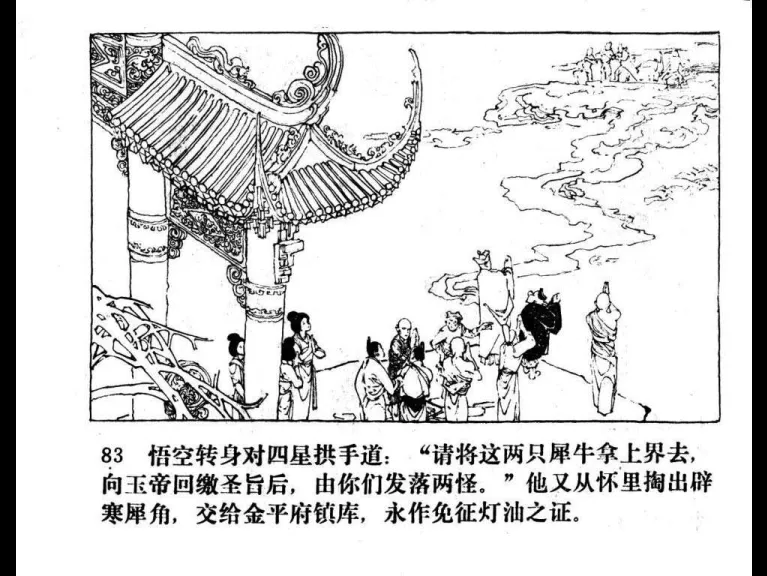 83 悟空转身对四星拱手道：“请将这两只犀牛拿上界去，
向玉帝回缴圣旨后，由你们发落两怪。”他又从怀里掏出辟
寒犀角，交给金平府镇库，永作免征灯油之证。